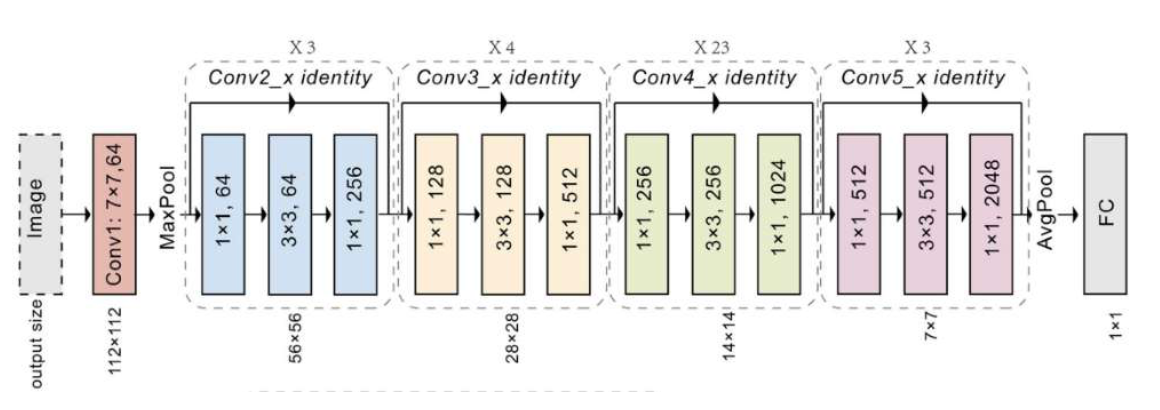 X 3
X 4
X 23
X 3
Conv2_x identity
Conv3_x identity
Conv4_x identity
Conv5_x identity
Image
Conv1: 7×7,64
MaxPool
1×1, 64
3×3, 64
1×1, 256
1×1, 128
3×3, 128
1×1, 512
1×1, 256
3×3, 256
1×1, 1024
1×1, 512
3×3, 512
1×1, 2048
AvgPool
FC
output size
112×112
56×56
28×28
14×14
7×7
1×1